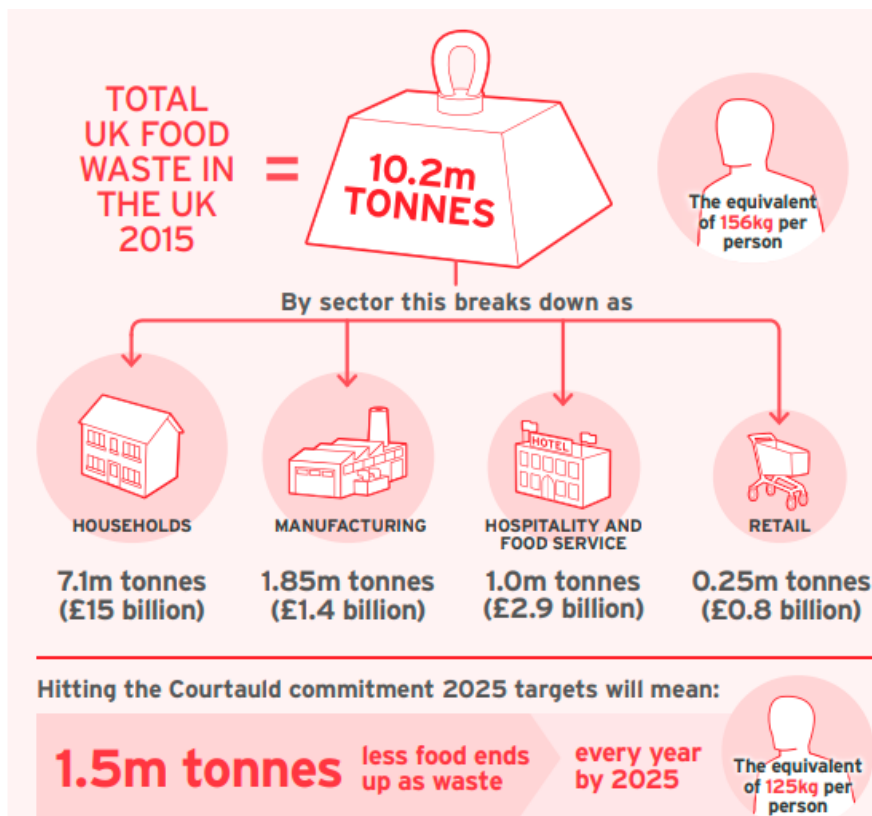 TOTAL
UK FOOD
WASTE IN
THE UK
2015
=
10.2m
TONNES
The equivalent
of 156kg per
person
By sector this breaks down as
HOUSEHOLDS
7.1m tonnes
(£15 billion)
MANUFACTURING
1.85m tonnes
(£1.4 billion)
HOTEL
HOSPITALITY AND
FOOD SERVICE
1.0m tonnes
(£2.9 billion)
RETAIL
0.25m tonnes
(£0.8 billion)
Hitting the Courtauld commitment 2025 targets will mean:
1.5m tonnes
less food ends
up as waste
every year
by 2025
The equivalent
of 125kg per
person